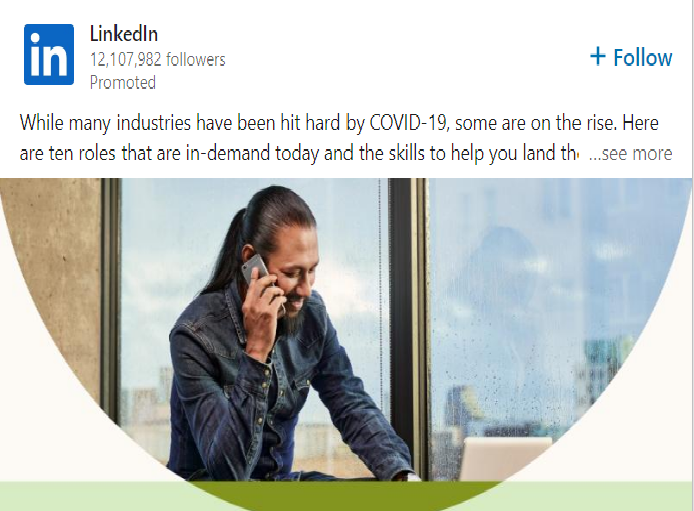 in
LinkedIn
12,107,982 followers
Promoted
+ Follow
While many industries have been hit hard by COVID-19, some are on the rise. Here
are ten roles that are in-demand today and the skills to help you land ...see more